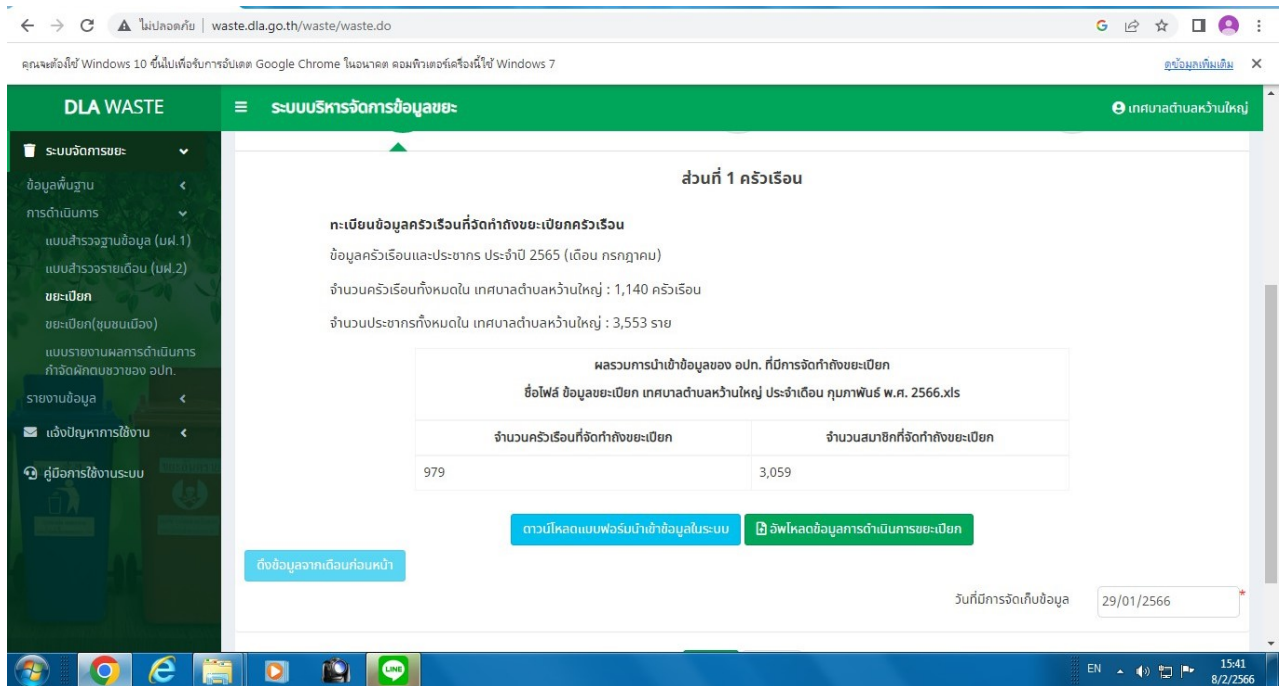 ไม่ปลอดภัย | waste.dla.go.th/waste/waste.do
คุณจะต้องใช้ Windows 10 ขึ้นไปเพื่อรับการอัปเดต Google Chrome ในอนาคต คอมพิวเตอร์เครื่องนี้ใช้ Windows 7
ดูข้อมูลเพิ่มเติม
DLA WASTE
ระบบบริหารจัดการข้อมูลขยะ
เทศบาลตำบลหว้านใหญ่
ระบบจัดการขยะ
ข้อมูลพื้นฐาน
การดำเนินการ
แบบสำรวจฐานข้อมูล (มฝ.1)
แบบสำรวจรายเดือน (มฝ.2)
ขยะเปียก
ขยะเปียก(ชุมชนเมือง)
แบบรายงานผลการดำเนินการ
กำจัดผักตบชวาของ อปท.
รายงานข้อมูล
แจ้งปัญหาการใช้งาน
คู่มือการใช้งานระบบ
ส่วนที่ 1 ครัวเรือน
ทะเบียนข้อมูลครัวเรือนที่จัดทำถังขยะเปียกครัวเรือน
ข้อมูลครัวเรือนและประชากร ประจำปี 2565 (เดือน กรกฎาคม)
จำนวนครัวเรือนทั้งหมดใน เทศบาลตำบลหว้านใหญ่ : 1,140 ครัวเรือน
จำนวนประชากรทั้งหมดใน เทศบาลตำบลหว้านใหญ่ : 3,553 ราย
ผลรวมการนำเข้าข้อมูลของ อปท. ที่มีการจัดทำถังขยะเปียก
ชื่อไฟล์ ข้อมูลขยะเปียก เทศบาลตำบลหว้านใหญ่ ประจำเดือน กุมภาพันธ์ พ.ศ. 2566.xls
จำนวนครัวเรือนที่จัดทำถังขยะเปียก
จำนวนสมาชิกที่จัดทำถังขยะเปียก
979
3,059
ดาวน์โหลดแบบฟอร์มนำเข้าข้อมูลในระบบ
อัพโหลดข้อมูลการดำเนินการขยะเปียก
ดึงข้อมูลจากเดือนก่อนหน้า
วันที่มีการจัดเก็บข้อมูล
29/01/2566
*
LINE
EN
15:41
8/2/2566